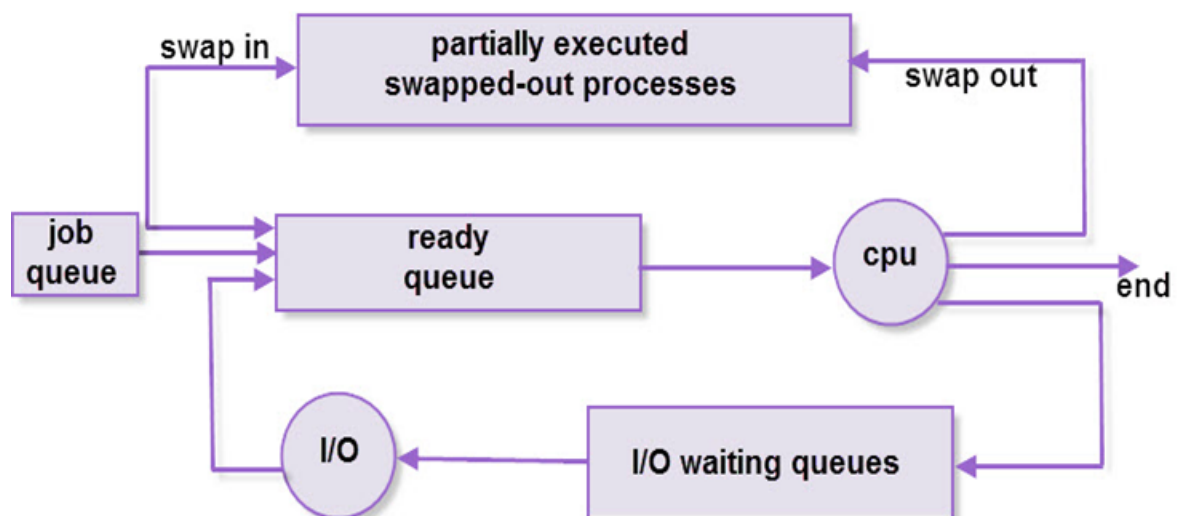 swap in
partially executed
swapped-out processes
swap out
job
queue
ready
queue
cpu
end
I/O
I/O waiting queues